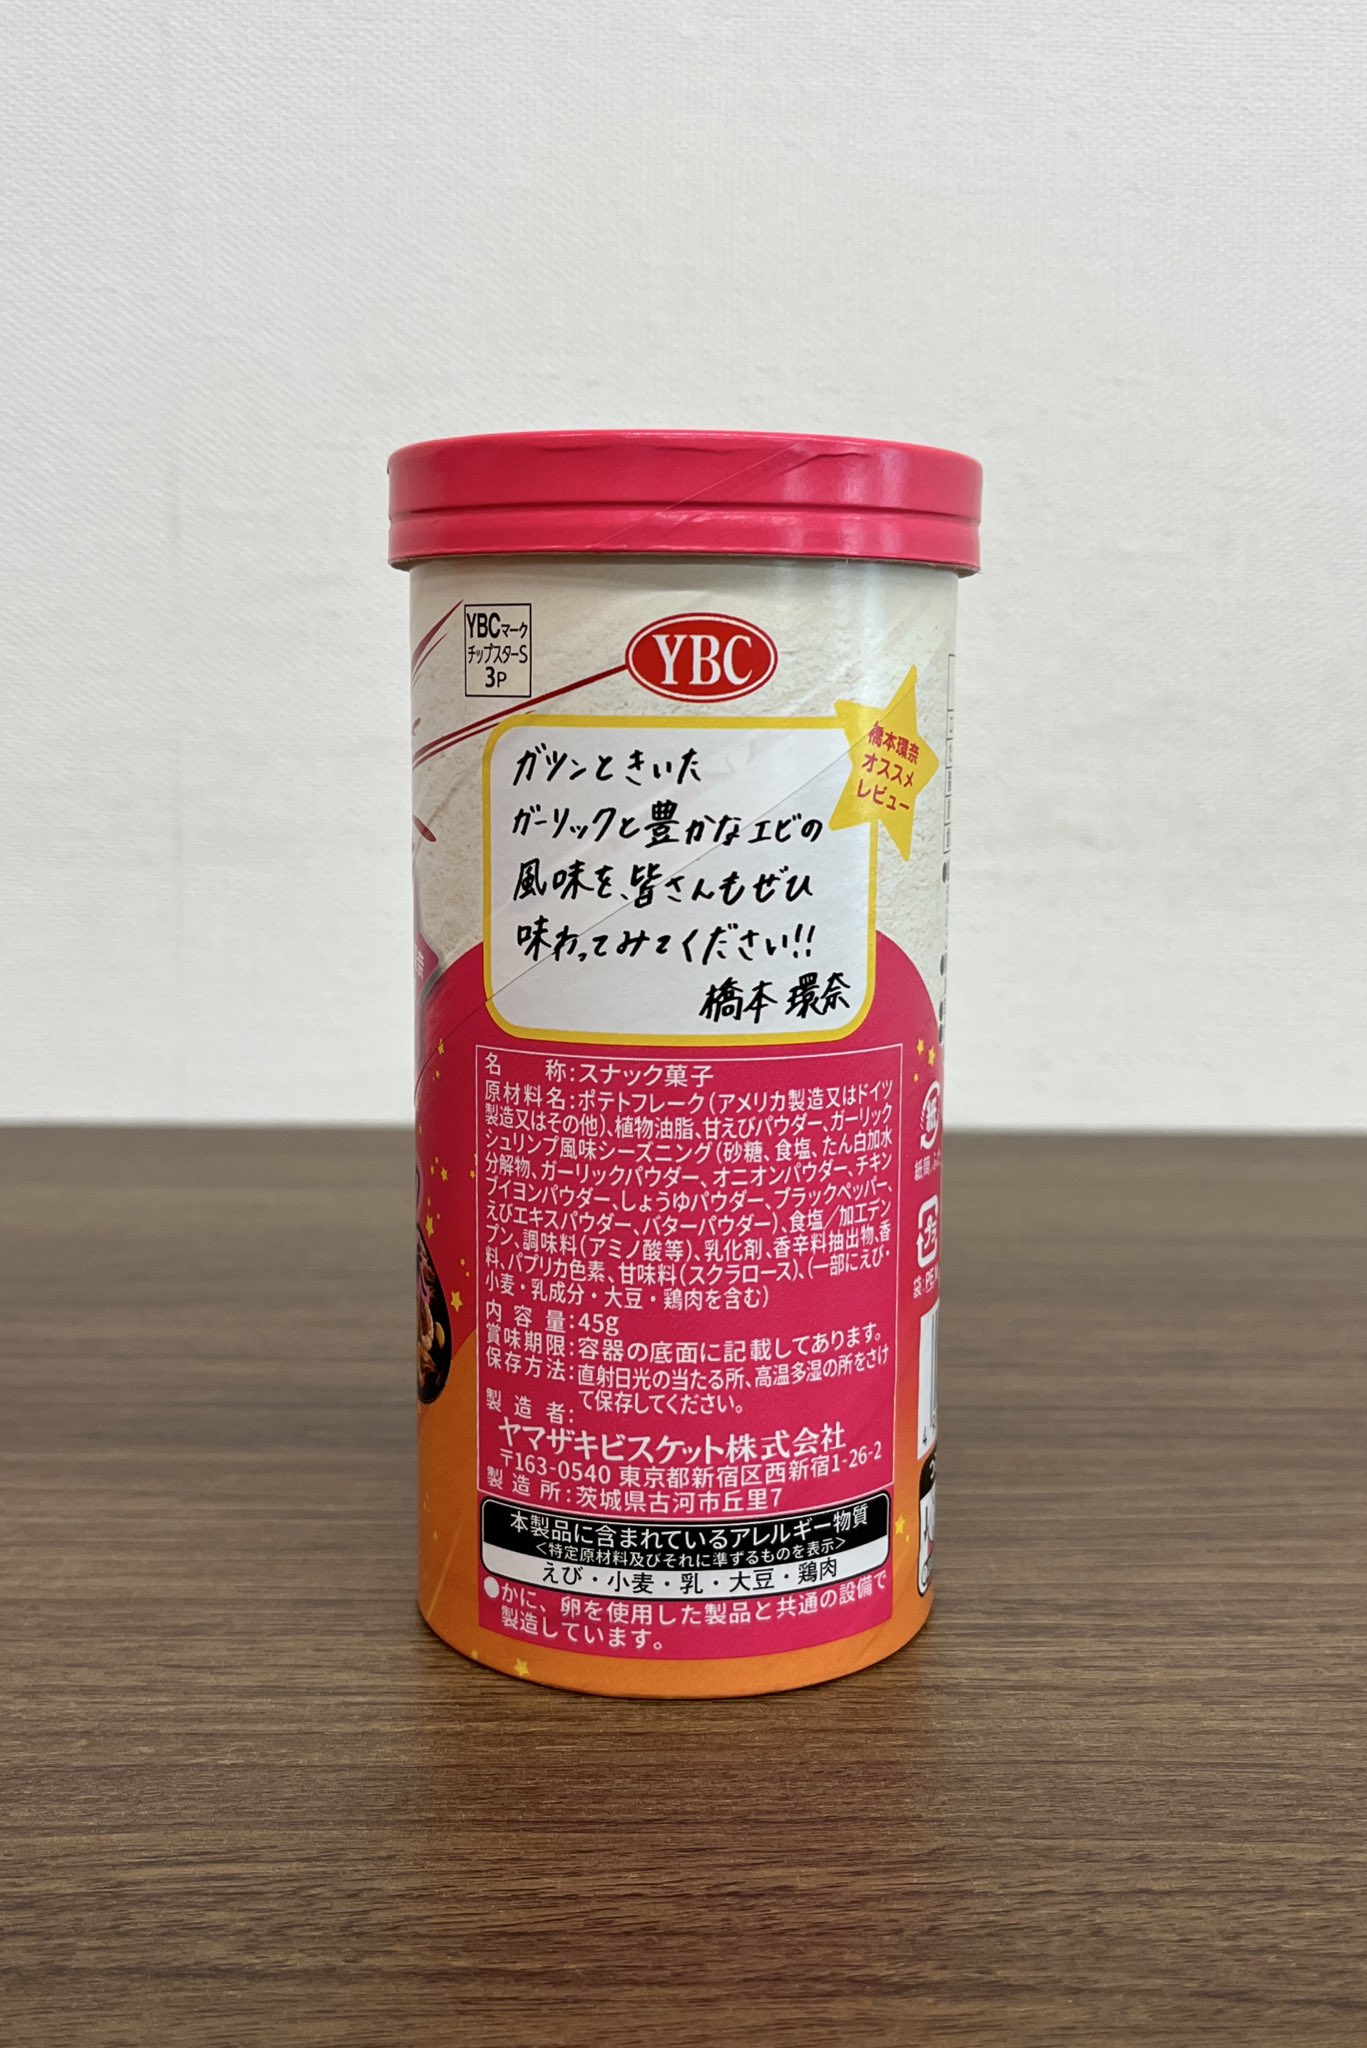 YBCマーク
チップスターS
3P
YBC
橋本環奈
オススメ
レビュー
ガツンときいた
ガーリックと豊かなエビの
風味を、皆さんもぜひ
味わってみてください!!
橋本環奈
名称:スナック菓子
原材料名:ポテトフレーク(アメリカ製造又はドイツ
製造又はその他)、植物油脂、甘えびパウダー、ガーリック
シュリンプ風味シーズニング(砂糖、食塩、たん白加水
分解物、ガーリックパウダー、オニオンパウダー、チキン
ブイヨンパウダー、しょうゆパウダー、ブラックペッパー、
えびエキスパウダー、バターパウダー)、食塩/加工デン
プン、調味料(アミノ酸等)、乳化剤、香辛料抽出物、香
料、パプリカ色素、甘味料(スクラロース)、(一部にえび・
小麦・乳成分・大豆・鶏肉を含む)
内容量:45g
賞味期限:容器の底面に記載してあります。
保存方法:直射日光の当たる所、高温多湿の所をさけ
て保存してください。
製造者:
ヤマザキビスケット株式会社
〒163-0540 東京都新宿区西新宿1-26-2
製造所:茨城県古河市丘里7
本製品に含まれているアレルギー物質
<特定原材料及びそれに準ずるものを表示>
えび・小麦・乳・大豆・鶏肉
●かに、卵を使用した製品と共通の設備で
製造しています。
紙
プラ